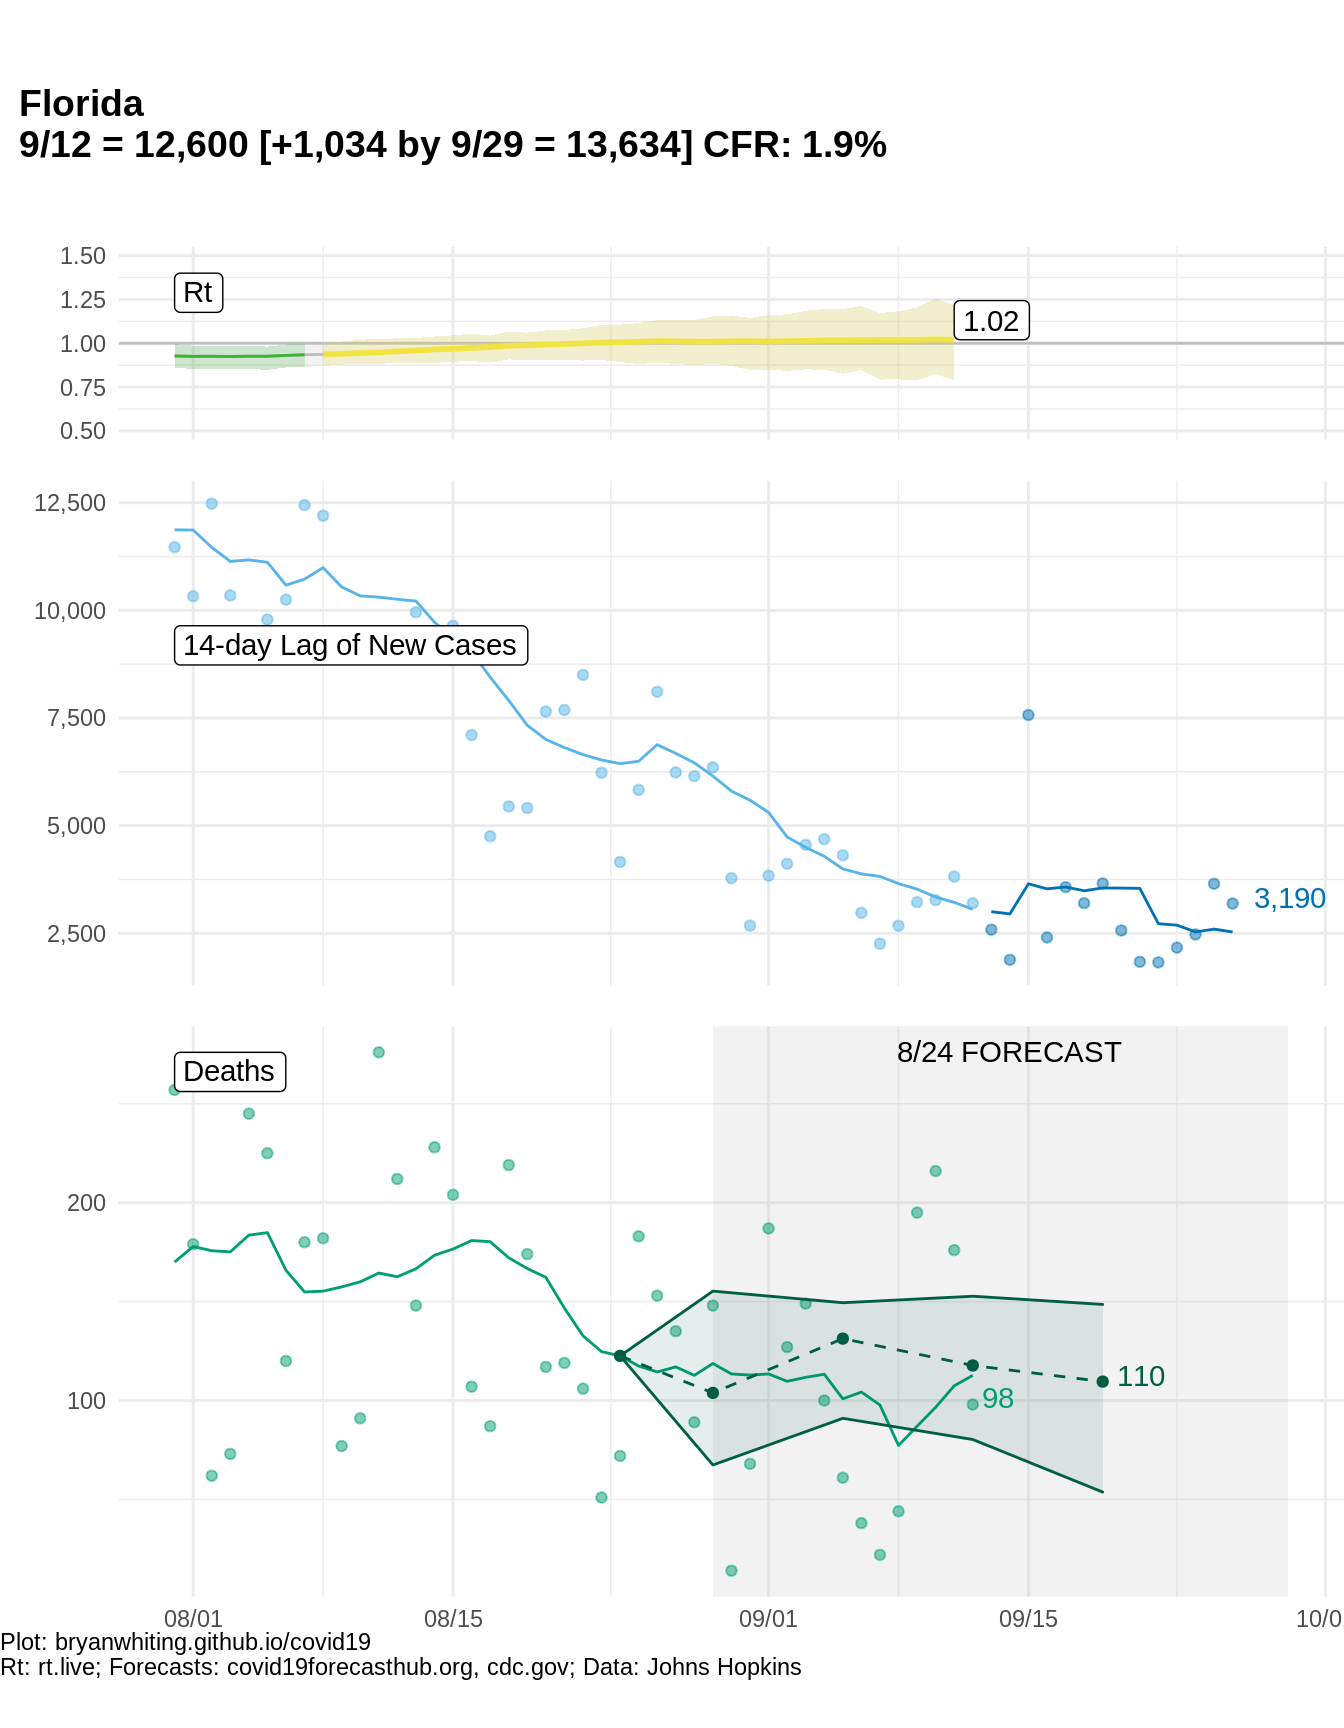 Florida
9/12 = 12,600 [+1,034 by 9/29 = 13,634] CFR: 1.9%
1.50
Rt
1.25
1.02
1.00
0.75
0.50
12,500
10,000
14-day Lag of New Cases
7,500
5,000
3,190
2,500
8/24 FORECAST
Deaths
200
110
98
100
08/01
08/15
09/01
09/15
10/0
Plot: bryanwhiting.github.io/covid19
Rt: rt.live; Forecasts: covid19forecasthub.org, cdc.gov; Data: Johns Hopkins